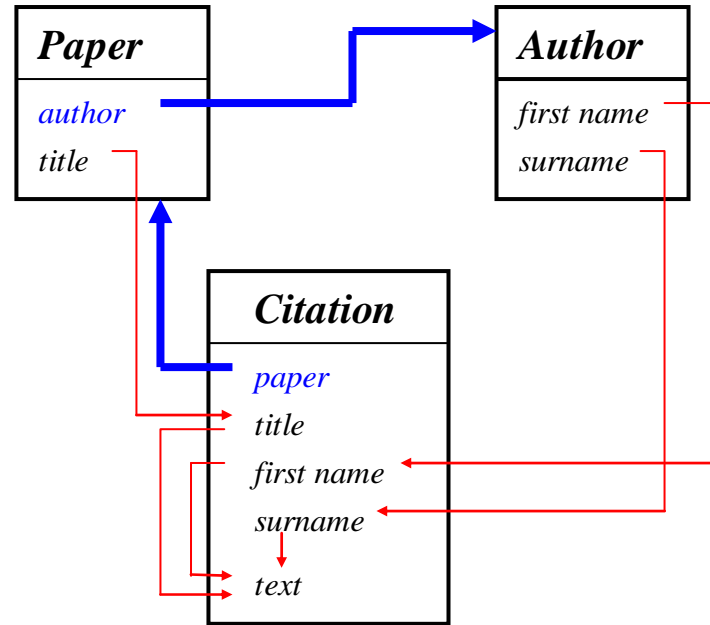 Paper
author
title
Author
first name
surname
Citation
paper
title
first name
surname
text